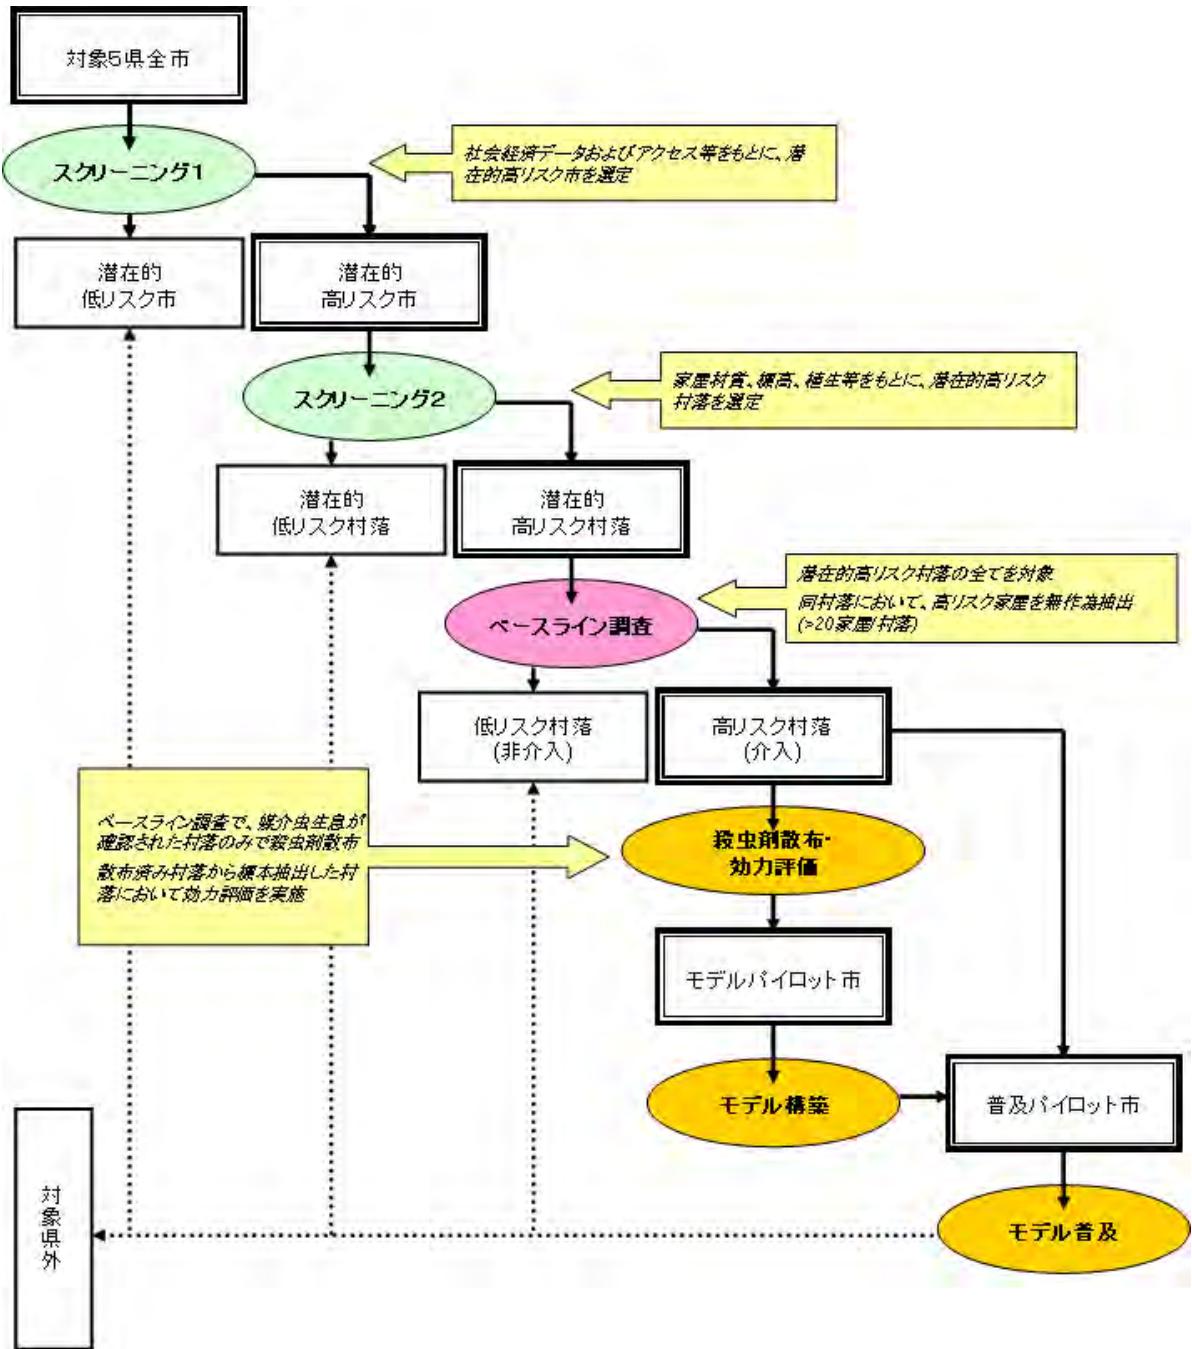 対象5県全市
スクリーニング1
社会経済データおよびアクセス等をもとに、潜
在的高リスク市を選定
潜在的
低リスク市
潜在的
高リスク市
スクリーニング2
家屋材質、標高、植生等をもとに、潜在的高リスク
村落を選定
潜在的
低リスク村落
潜在的
高リスク村落
潜在的高リスク村落の全てを対象
同村落において、高リスク家屋を無作為抽出
(>20家屋/村落)
ベースライン調査
低リスク村落
(非介入)
高リスク村落
(介入)
ベースライン調査で、媒介虫生息が
確認された村落のみで殺虫剤散布
散布済み村落から標本抽出した村
落において効力評価を実施
殺虫剤散布・
効力評価
モデルパイロット市
モデル構築
普及パイロット市
対象県外
モデル普及